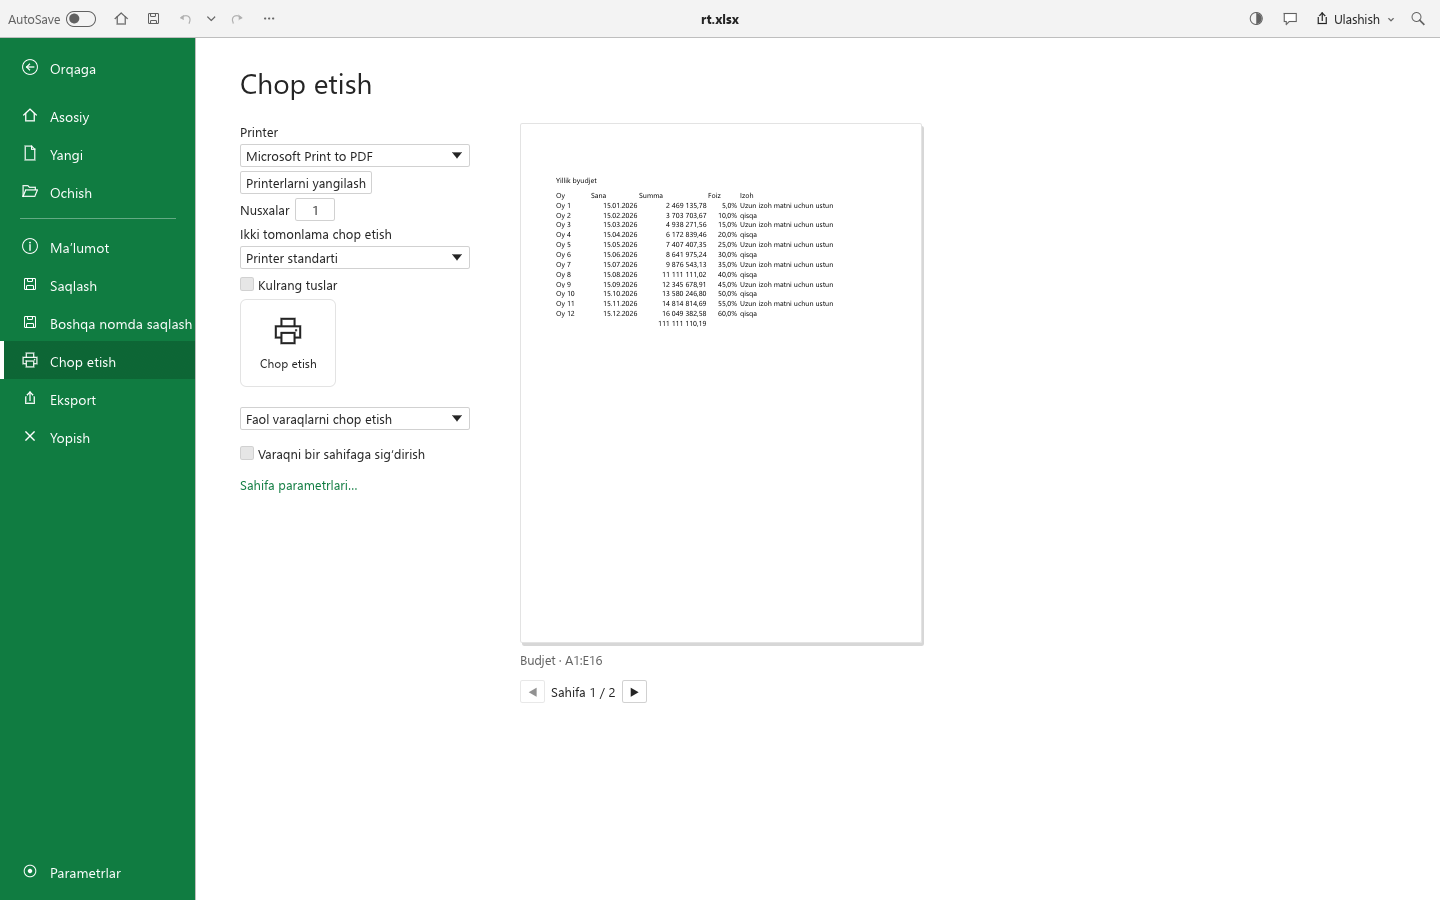 AutoSave
rt.xlsx
Ulashish
Orqaga
Asosiy
Yangi
Ochish
Maʼlumot
Saqlash
Boshqa nomda saqlash
Chop etish
Eksport
Yopish
Parametrlar
Chop etish
Printer
Microsoft Print to PDF
Printerlarni yangilash
Nusxalar 1
Ikki tomonlama chop etish
Printer standarti
Kulrang tuslar
Chop etish
Faol varaqlarni chop etish
Varaqni bir sahifaga sigʻdirish
Sahifa parametrlari...
Yillik byudjet
Oy Sana Summa Foiz Izoh
Oy 1 15.01.2026 2 469 135,78 5,0% Uzun izoh matni uchun ustun
Oy 2 15.02.2026 3 703 703,67 10,0% qisqa
Oy 3 15.03.2026 4 938 271,56 15,0% Uzun izoh matni uchun ustun
Oy 4 15.04.2026 6 172 839,46 20,0% qisqa
Oy 5 15.05.2026 7 407 407,35 25,0% Uzun izoh matni uchun ustun
Oy 6 15.06.2026 8 641 975,24 30,0% qisqa
Oy 7 15.07.2026 9 876 543,13 35,0% Uzun izoh matni uchun ustun
Oy 8 15.08.2026 11 111 111,02 40,0% qisqa
Oy 9 15.09.2026 12 345 678,91 45,0% Uzun izoh matni uchun ustun
Oy 10 15.10.2026 13 580 246,80 50,0% qisqa
Oy 11 15.11.2026 14 814 814,69 55,0% Uzun izoh matni uchun ustun
Oy 12 15.12.2026 16 049 382,58 60,0% qisqa
111 111 110,19
Budjet · A1:E16
Sahifa 1 / 2